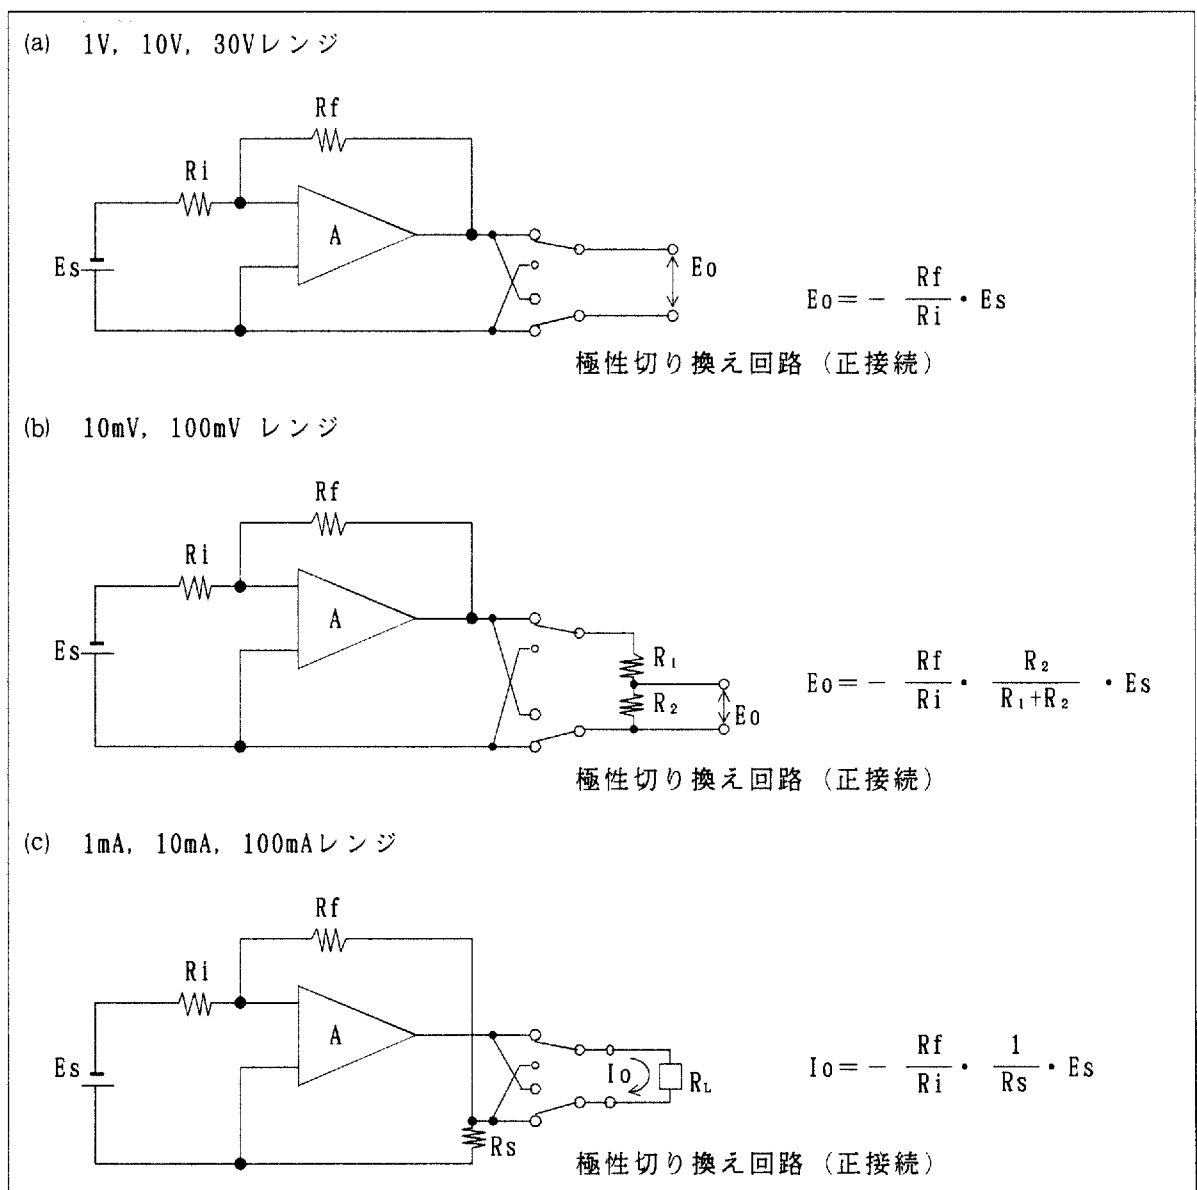 (a) 1V, 10V, 30Vレンジ
Rf
Ri
A
Es
Eo
Eo=- Rf/Ri・Es
極性切り換え回路 (正接続)
(b) 10mV, 100mV レンジ
Rf
Ri
A
Es
R₁
R₂
Eo
Eo=- Rf/Ri・R₂/R₁+R₂・Es
極性切り換え回路 (正接続)
(c) 1mA, 10mA, 100mAレンジ
Rf
Ri
A
Es
Io
RL
Rs
Io=- Rf/Ri・1/Rs・Es
極性切り換え回路 (正接続)